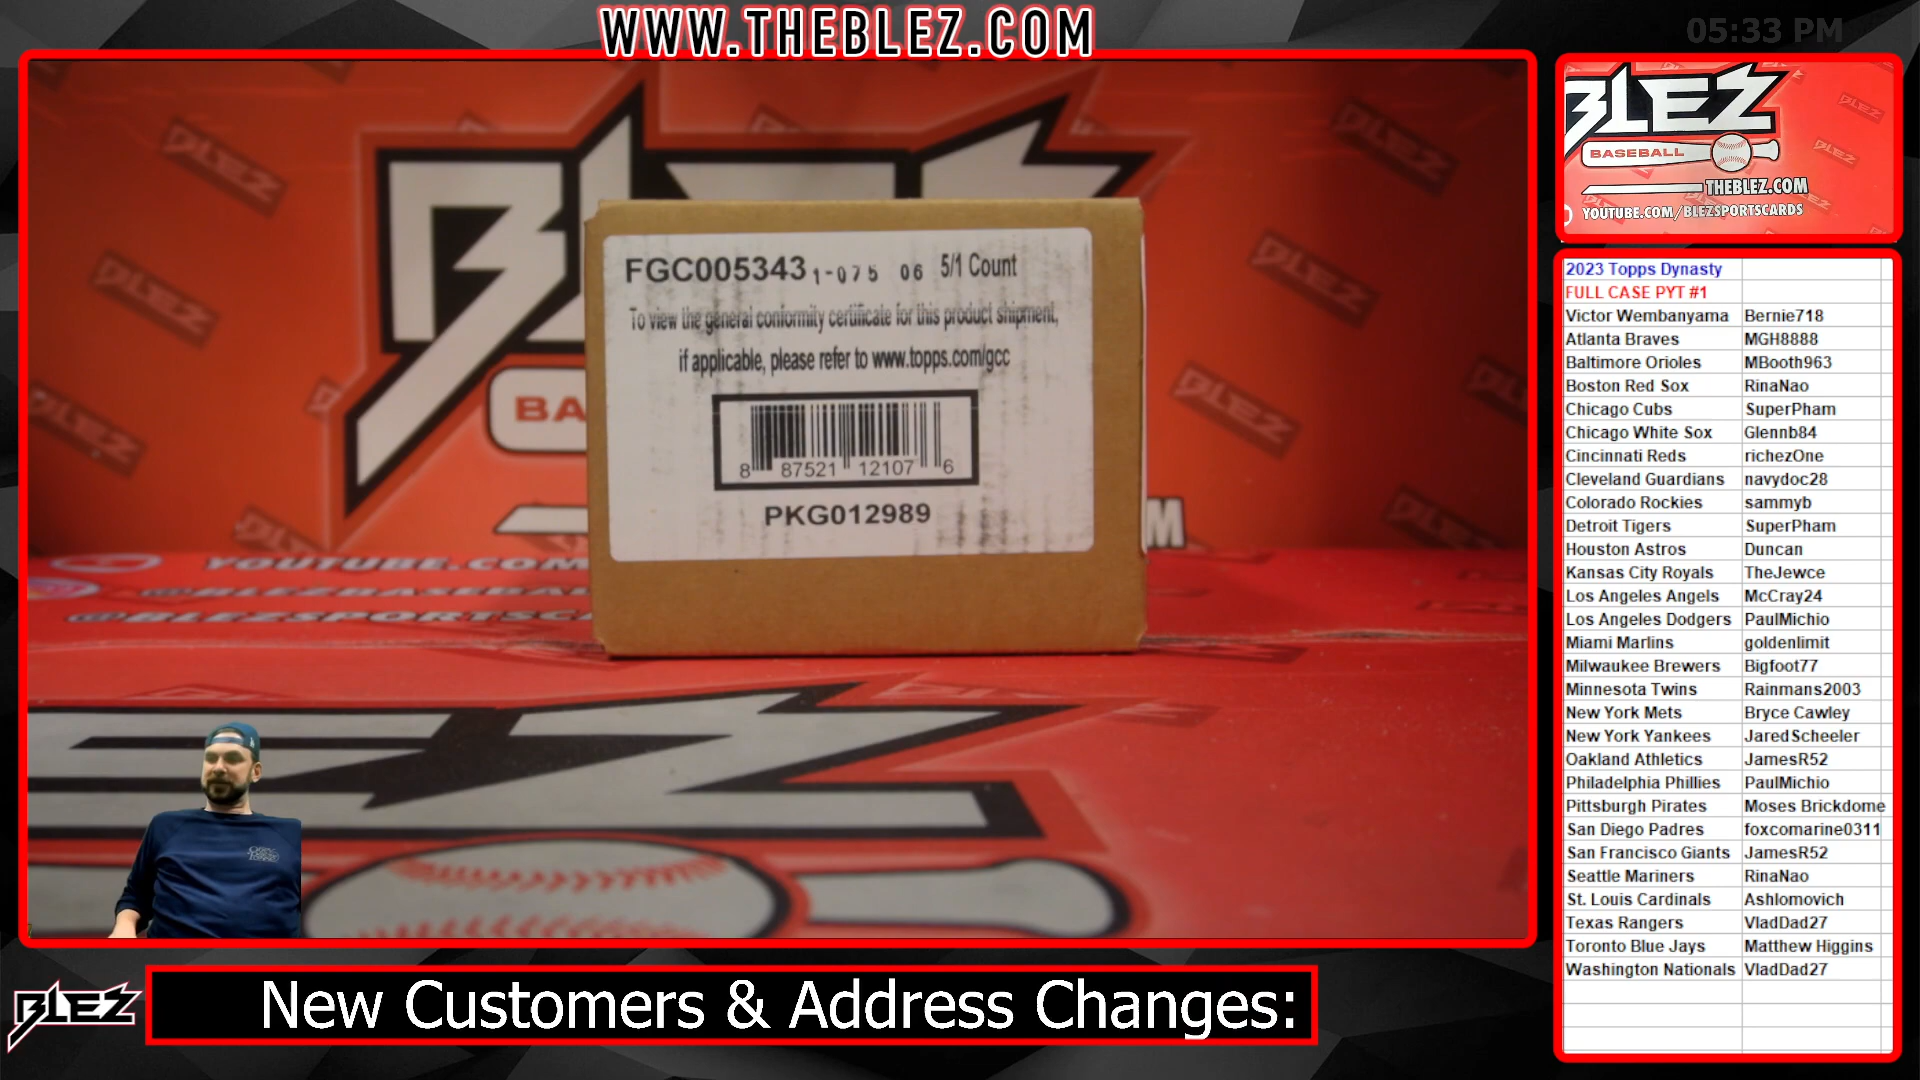 WWW.THEBLEZ.COM
05:33 PM
BLEZ
BA
M
YOUTUBE.COM
FGC005343 1-075 06 5/1 Count
To view the general conformity certificate for this product shipment,
if applicable, please refer to www.topps.com/gcc
8 87521 12107 6
PKG012989
BLEZ
BASEBALL
THEBLEZ.COM
YOUTUBE.COM/BLEZSPORTSCARDS
2023 Topps Dynasty
FULL CASE PYT #1
Victor Wembanyama Bernie718
Atlanta Braves MGH8888
Baltimore Orioles MBooth963
Boston Red Sox RinaNao
Chicago Cubs SuperPham
Chicago White Sox Glennb84
Cincinnati Reds richezOne
Cleveland Guardians navydoc28
Colorado Rockies sammyb
Detroit Tigers SuperPham
Houston Astros Duncan
Kansas City Royals TheJewce
Los Angeles Angels McCray24
Los Angeles Dodgers PaulMichio
Miami Marlins goldenlimit
Milwaukee Brewers Bigfoot77
Minnesota Twins Rainmans2003
New York Mets Bryce Cawley
New York Yankees JaredScheeler
Oakland Athletics JamesR52
Philadelphia Phillies PaulMichio
Pittsburgh Pirates Moses Brickdome
San Diego Padres foxcomarine0311
San Francisco Giants JamesR52
Seattle Mariners RinaNao
St. Louis Cardinals Ashlomovich
Texas Rangers VladDad27
Toronto Blue Jays Matthew Higgins
Washington Nationals VladDad27
BLEZ
New Customers & Address Changes: